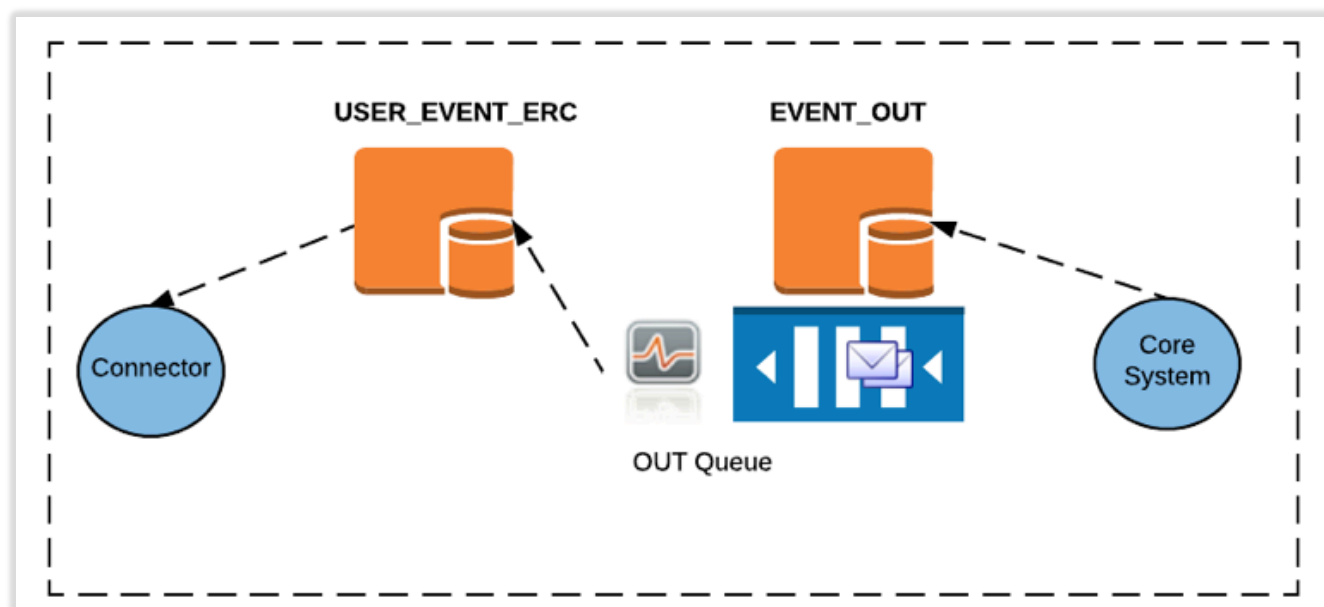 USER_EVENT_ERC
EVENT_OUT
Connector
Core
System
OUT Queue